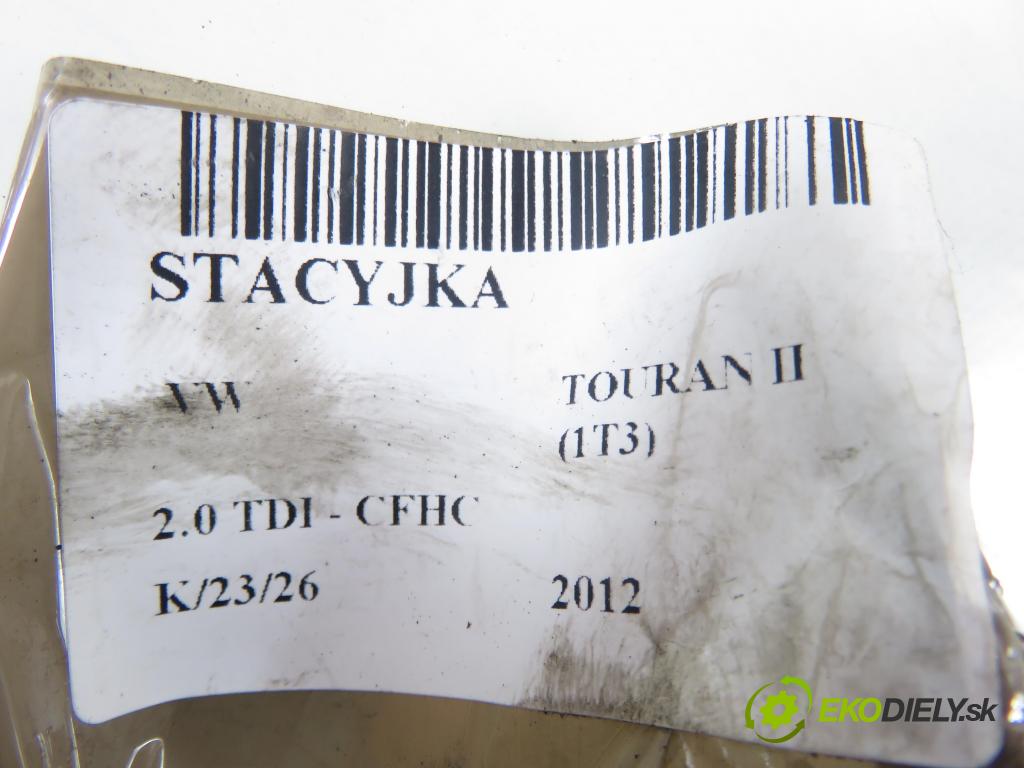 STACYJKA
VW TOURAN II
(1T3)
2.0 TDI - CFHC
K/23/26 2012
EKODIELY.sk